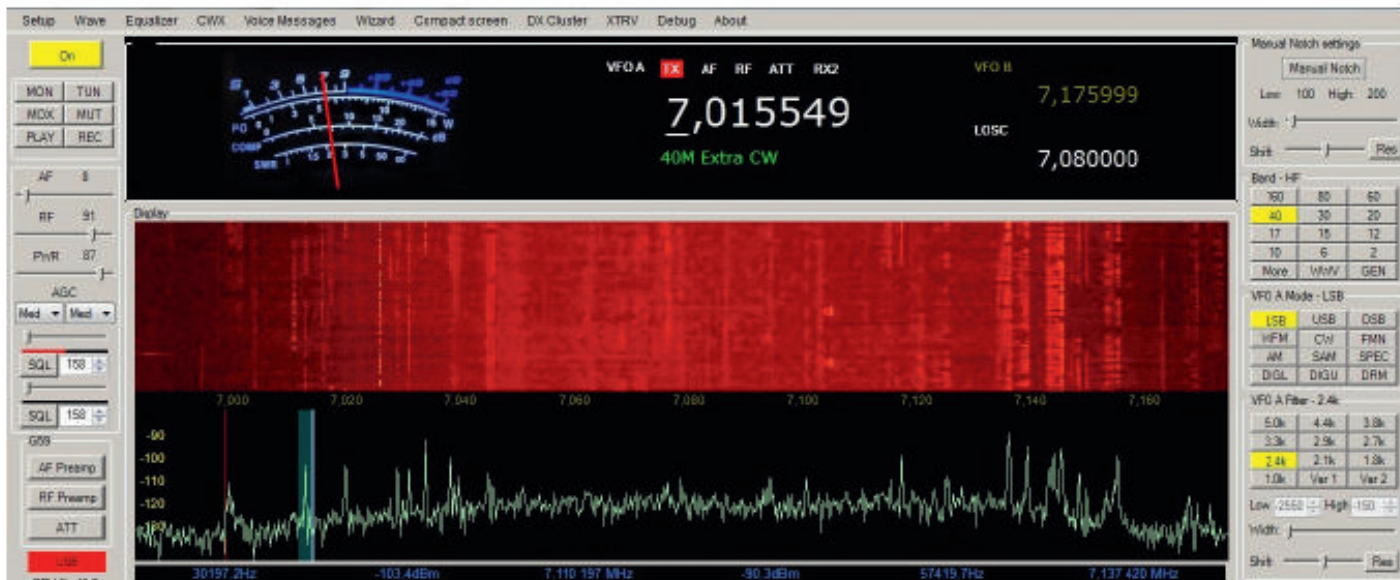 Setup Wave Equalizer CWX Voice Messages Wizard Compact screen DX Cluster XTRV Debug About
On
MON TUN
MOX MUT
PLAY REC
AF 8
RF 91
PWR 87
AGC
Med Med
SQL 158
SQL 158
G59
AF Preamp
RF Preamp
ATT
USB
PO
COMP
SWR
W
dB
VFO A TX AF RF ATT RX2
7,015549
40M Extra CW
VFO B
7,175999
LOSC
7,080000
Display
7,000 7,020 7,040 7,060 7,080 7,100 7,120 7,140 7,160
-90
-100
-110
-120
-130
30197.2Hz -103.4dBm 7.110 197 MHz -90.3dBm 57419.7Hz 7.137 420 MHz
Manual Notch settings
Manual Notch
Low 100 High 200
Width
Shift Res
Band - HF
160 80 60
40 30 20
17 15 12
10 6 2
More WWV GEN
VFO A Mode - LSB
LSB USB DSB
WFM CW FMN
AM SAM SPEC
DIGL DIGU DRM
VFO A Filter - 2.4k
5.0k 4.4k 3.8k
3.3k 2.9k 2.7k
2.4k 2.1k 1.8k
1.0k Var 1 Var 2
Low -2550 High -150
Width:
Shift Res